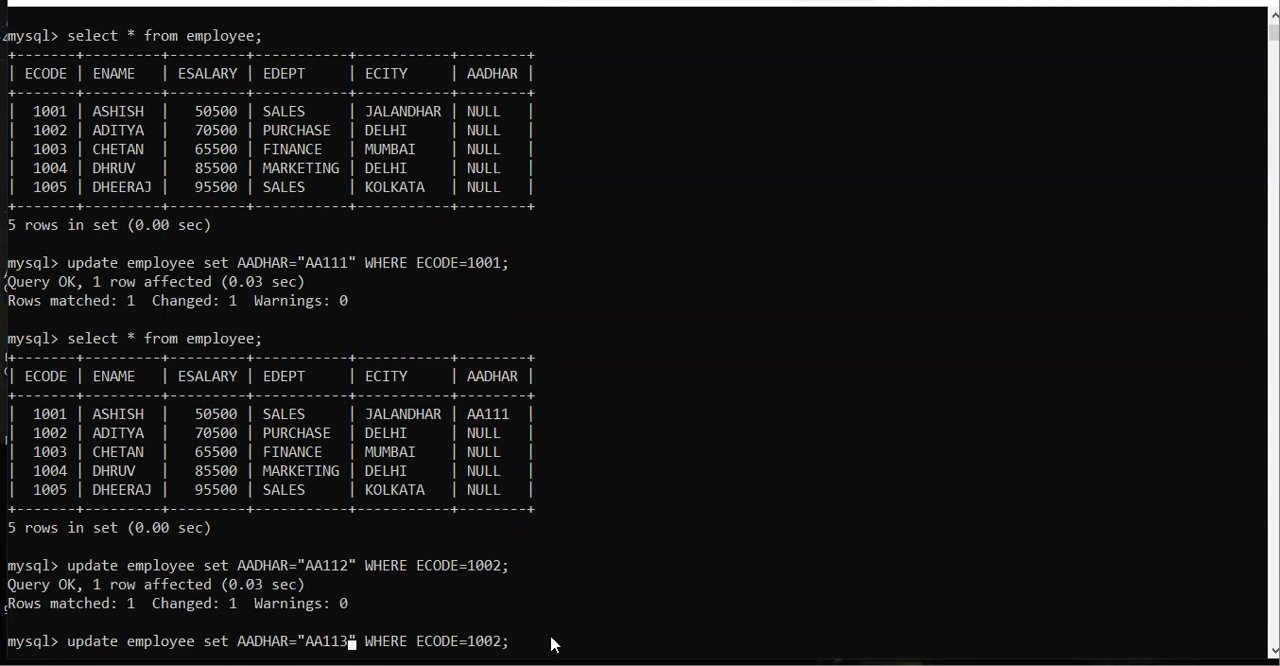 mysql> select * from employee;
+-------+---------+---------+-----------+-----------+--------+
| ECODE | ENAME   | ESALARY | EDEPT     | ECITY     | AADHAR |
+-------+---------+---------+-----------+-----------+--------+
|  1001 | ASHISH  |   50500 | SALES     | JALANDHAR | NULL   |
|  1002 | ADITYA  |   70500 | PURCHASE  | DELHI     | NULL   |
|  1003 | CHETAN  |   65500 | FINANCE   | MUMBAI    | NULL   |
|  1004 | DHRUV   |   85500 | MARKETING | DELHI     | NULL   |
|  1005 | DHEERAJ |   95500 | SALES     | KOLKATA   | NULL   |
+-------+---------+---------+-----------+-----------+--------+
5 rows in set (0.00 sec)
mysql> update employee set AADHAR="AA111" WHERE ECODE=1001;
Query OK, 1 row affected (0.03 sec)
Rows matched: 1  Changed: 1  Warnings: 0
mysql> select * from employee;
+-------+---------+---------+-----------+-----------+--------+
| ECODE | ENAME   | ESALARY | EDEPT     | ECITY     | AADHAR |
+-------+---------+---------+-----------+-----------+--------+
|  1001 | ASHISH  |   50500 | SALES     | JALANDHAR | AA111  |
|  1002 | ADITYA  |   70500 | PURCHASE  | DELHI     | NULL   |
|  1003 | CHETAN  |   65500 | FINANCE   | MUMBAI    | NULL   |
|  1004 | DHRUV   |   85500 | MARKETING | DELHI     | NULL   |
|  1005 | DHEERAJ |   95500 | SALES     | KOLKATA   | NULL   |
+-------+---------+---------+-----------+-----------+--------+
5 rows in set (0.00 sec)
mysql> update employee set AADHAR="AA112" WHERE ECODE=1002;
Query OK, 1 row affected (0.03 sec)
Rows matched: 1  Changed: 1  Warnings: 0
mysql> update employee set AADHAR="AA113" WHERE ECODE=1002;